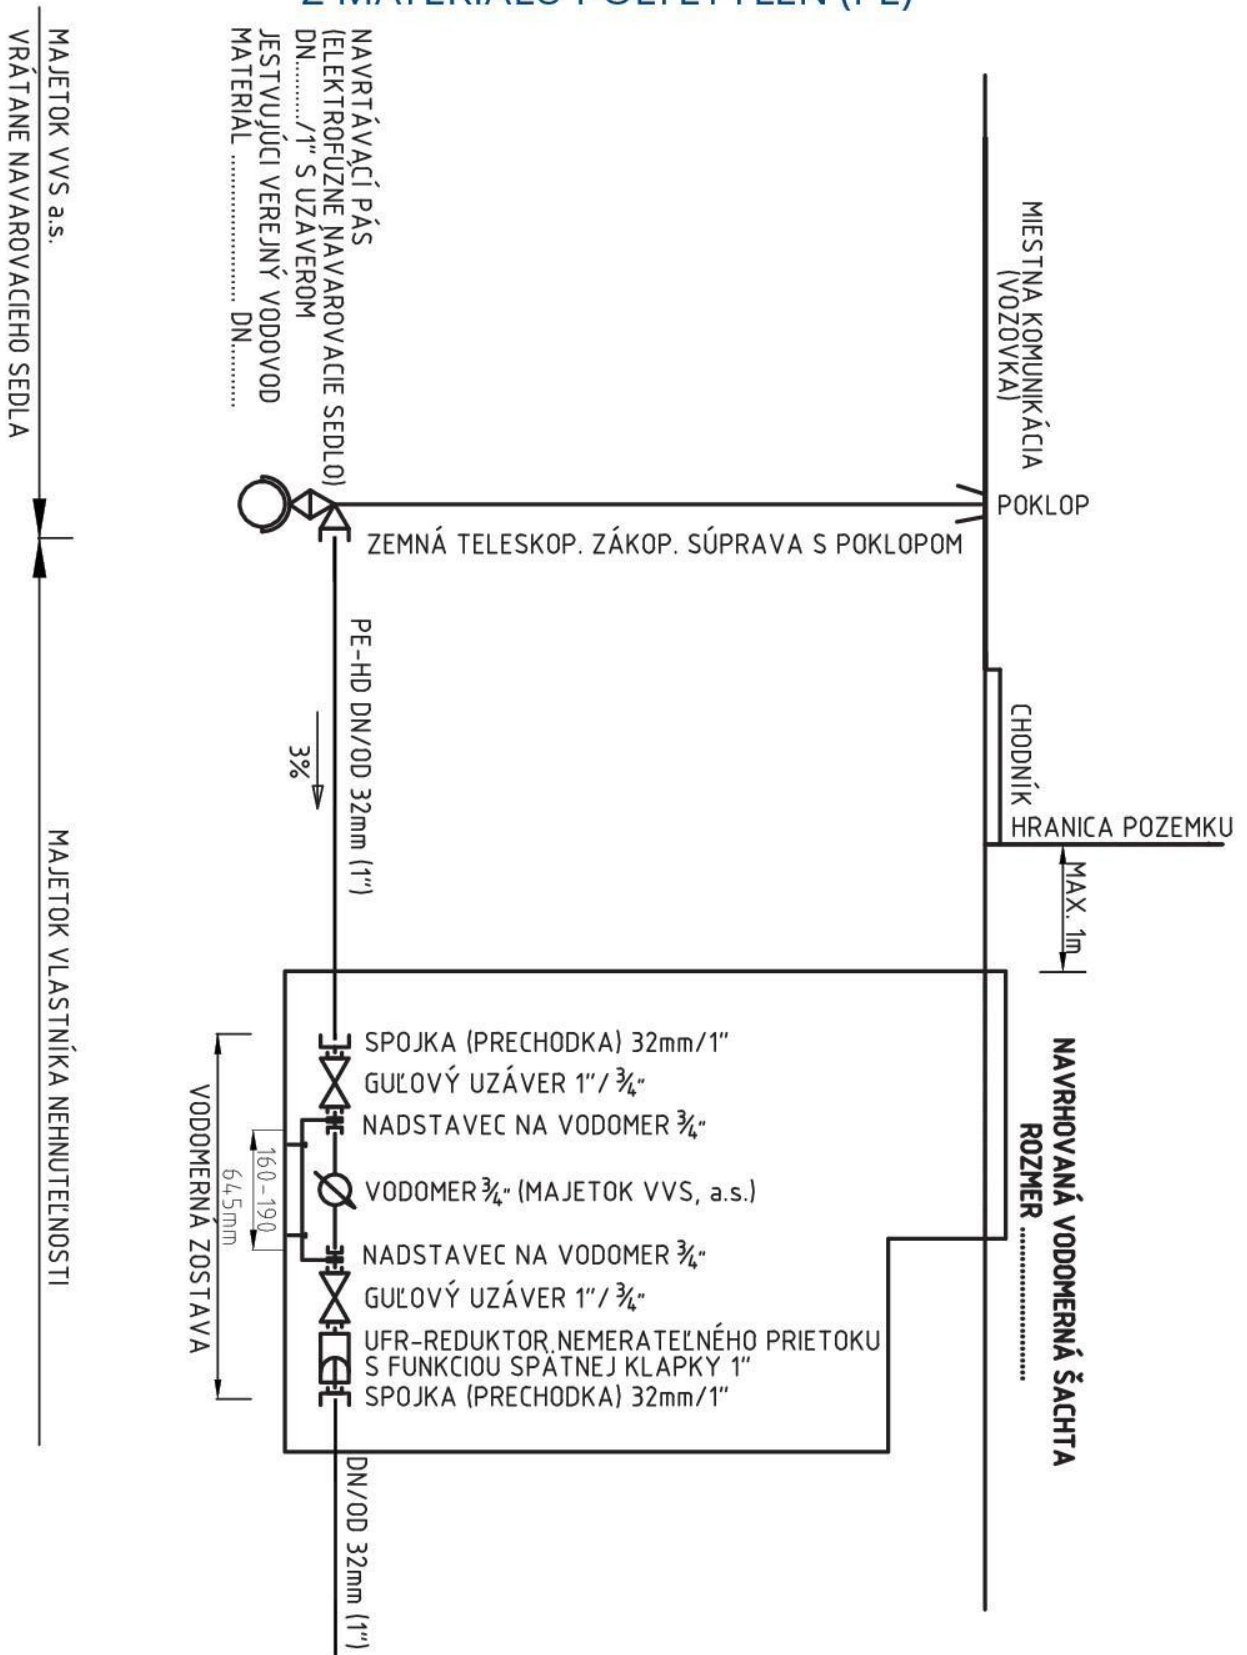 Z MATERIÁLU POLYETYLÉN (PE)
MIESTNA KOMUNIKÁCIA
(VOZOVKA)
POKLOP
CHODNÍK
HRANICA POZEMKU
MAX. 1m
NAVRHOVANÁ VODOMERNÁ ŠACHTA
ROZMER ........................
NAVRTÁVACÍ PÁS
(ELEKTROFÚZNE NAVAROVACIE SEDLO)
DN........./1" S UZÁVEROM
JESTVUJÚCI VEREJNÝ VODOVOD
MATERIÁL ........................ DN.........
ZEMNÁ TELESKOP. ZÁKOP. SÚPRAVA S POKLOPOM
PE-HD DN/OD 32mm (1")
3%
SPOJKA (PRECHODKA) 32mm/1"
GUĽOVÝ UZÁVER 1"/ ¾"
NADSTAVEC NA VODOMER ¾"
VODOMER ¾" (MAJETOK VVS, a.s.)
NADSTAVEC NA VODOMER ¾"
GUĽOVÝ UZÁVER 1"/ ¾"
UFR-REDUKTOR NEMERATEĽNÉHO PRIETOKU
S FUNKCIOU SPÄTNEJ KLAPKY 1"
SPOJKA (PRECHODKA) 32mm/1"
DN/OD 32mm (1")
160-190
645mm
VODOMERNÁ ZOSTAVA
MAJETOK VVS a.s.
VRÁTANE NAVAROVACIEHO SEDLA
MAJETOK VLASTNÍKA NEHNUTEĽNOSTI